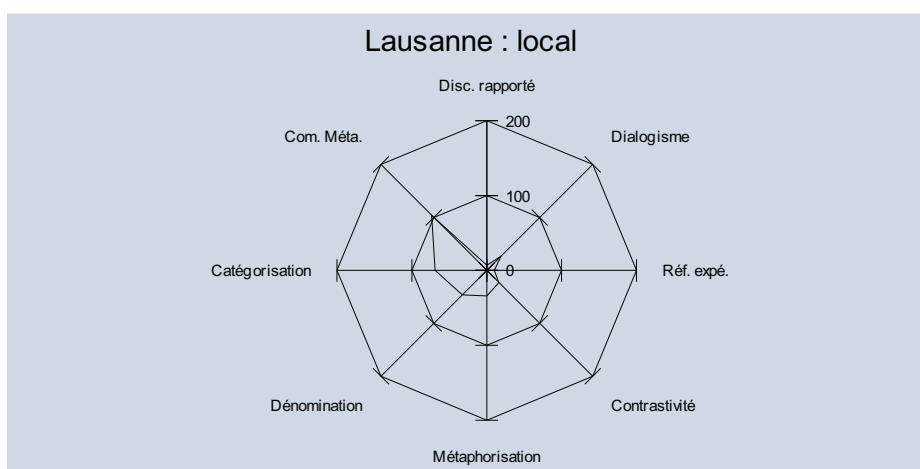 Lausanne : local
Disc. rapporté
200
Com. Méta.
Dialogisme
100
Catégorisation
0
Réf. expé.
Dénomination
Contrastivité
Métaphorisation